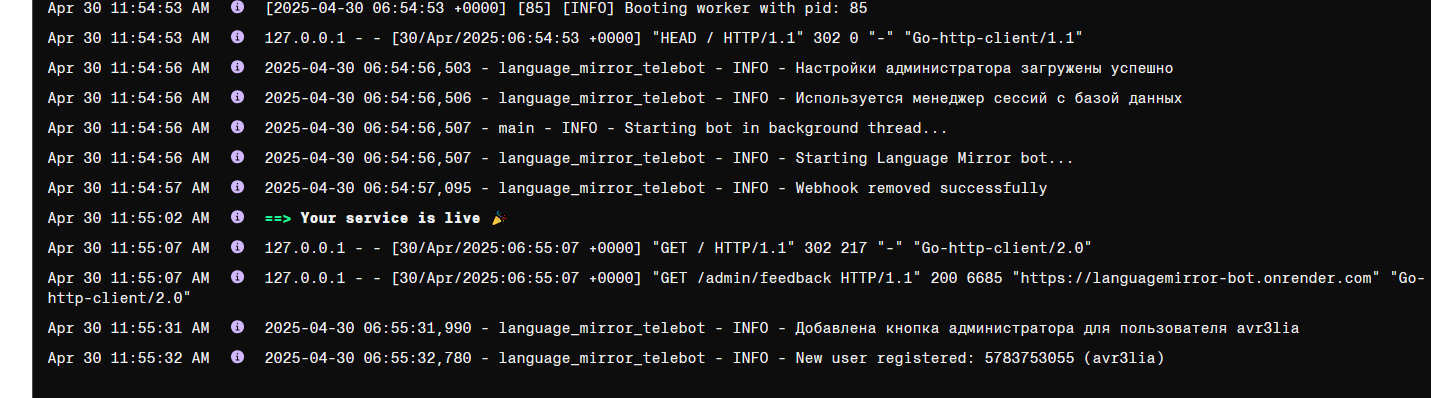 Apr 30 11:54:53 AM [2025-04-30 06:54:53 +0000] [85] [INFO] Booting worker with pid: 85
Apr 30 11:54:53 AM 127.0.0.1 - - [30/Apr/2025:06:54:53 +0000] "HEAD / HTTP/1.1" 302 0 "-" "Go-http-client/1.1"
Apr 30 11:54:56 AM 2025-04-30 06:54:56,503 - language_mirror_telebot - INFO - Настройки администратора загружены успешно
Apr 30 11:54:56 AM 2025-04-30 06:54:56,506 - language_mirror_telebot - INFO - Используется менеджер сессий с базой данных
Apr 30 11:54:56 AM 2025-04-30 06:54:56,507 - main - INFO - Starting bot in background thread...
Apr 30 11:54:56 AM 2025-04-30 06:54:56,507 - language_mirror_telebot - INFO - Starting Language Mirror bot...
Apr 30 11:54:57 AM 2025-04-30 06:54:57,095 - language_mirror_telebot - INFO - Webhook removed successfully
Apr 30 11:55:02 AM ==> Your service is live 🎉
Apr 30 11:55:07 AM 127.0.0.1 - - [30/Apr/2025:06:55:07 +0000] "GET / HTTP/1.1" 302 217 "-" "Go-http-client/2.0"
Apr 30 11:55:07 AM 127.0.0.1 - - [30/Apr/2025:06:55:07 +0000] "GET /admin/feedback HTTP/1.1" 200 6685 "https://languagemirror-bot.onrender.com" "Go-
http-client/2.0"
Apr 30 11:55:31 AM 2025-04-30 06:55:31,990 - language_mirror_telebot - INFO - Добавлена кнопка администратора для пользователя avr3lia
Apr 30 11:55:32 AM 2025-04-30 06:55:32,780 - language_mirror_telebot - INFO - New user registered: 5783753055 (avr3lia)